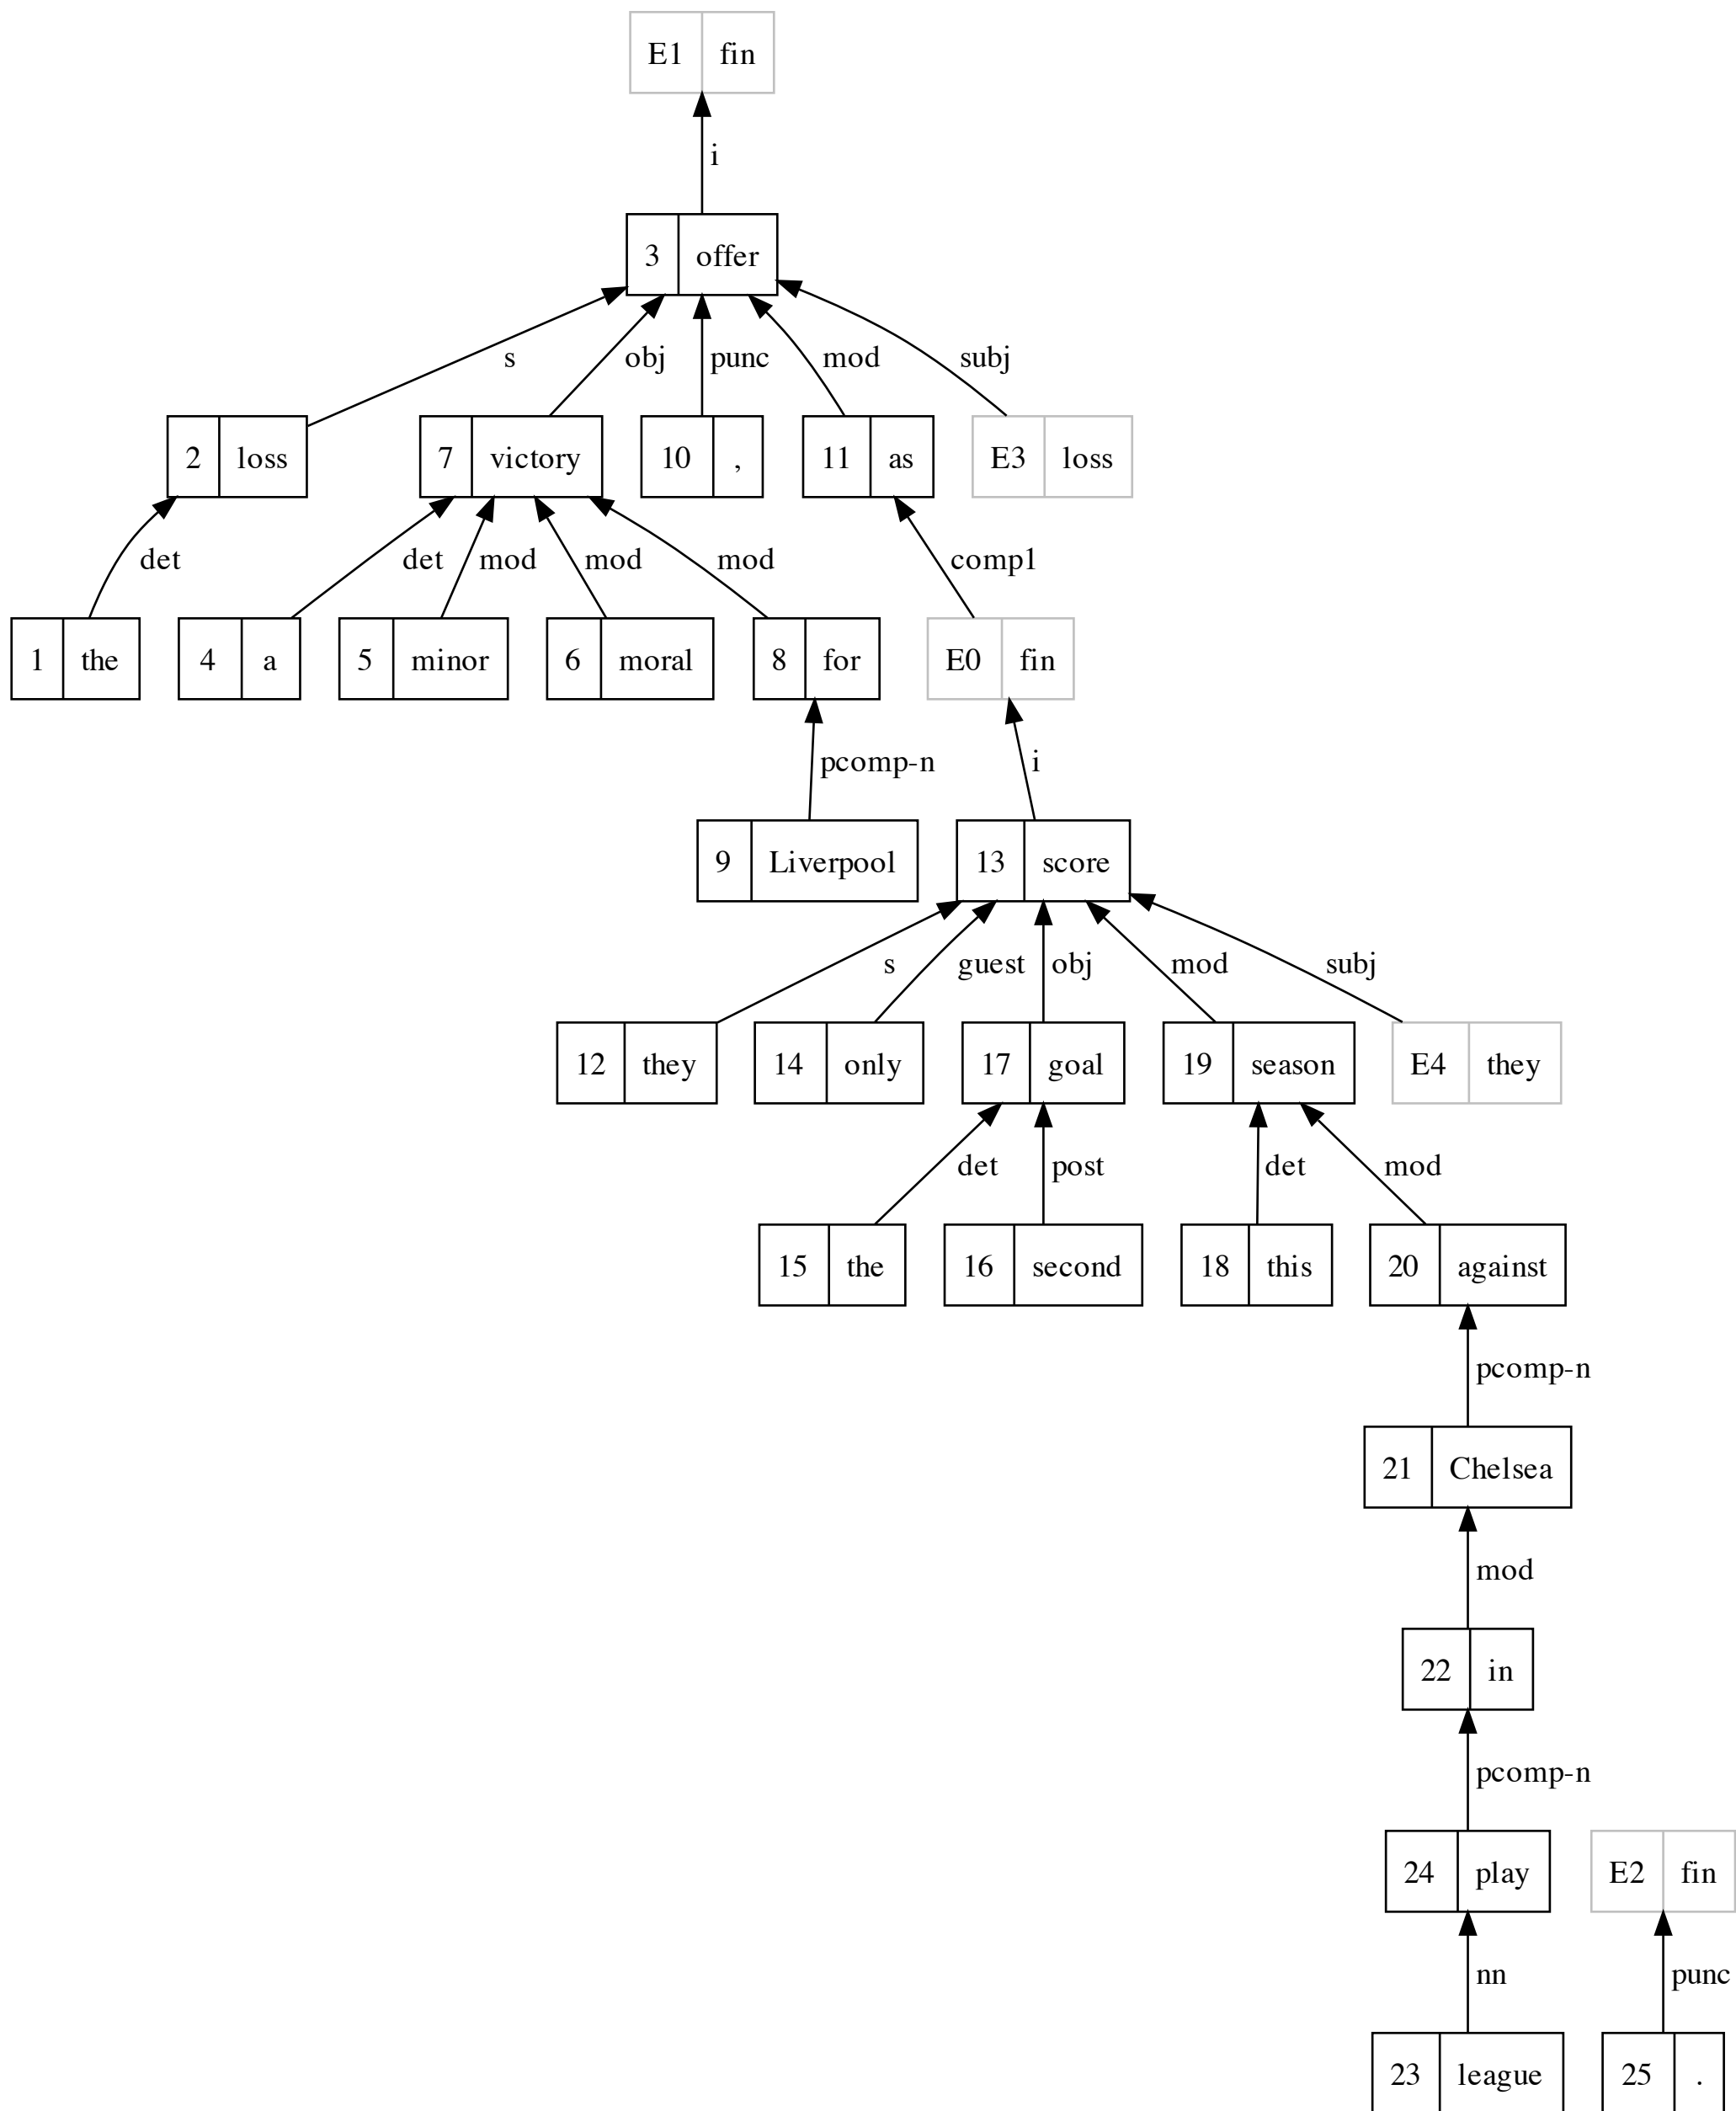 E1 fin
i
3 offer
s obj punc mod subj
2 loss 7 victory 10 , 11 as E3 loss
det det mod mod mod comp1
1 the 4 a 5 minor 6 moral 8 for E0 fin
pcomp-n i
9 Liverpool 13 score
s guest obj mod subj
12 they 14 only 17 goal 19 season E4 they
det post det mod
15 the 16 second 18 this 20 against
pcomp-n
21 Chelsea
mod
22 in
pcomp-n
24 play E2 fin
nn punc
23 league 25 .